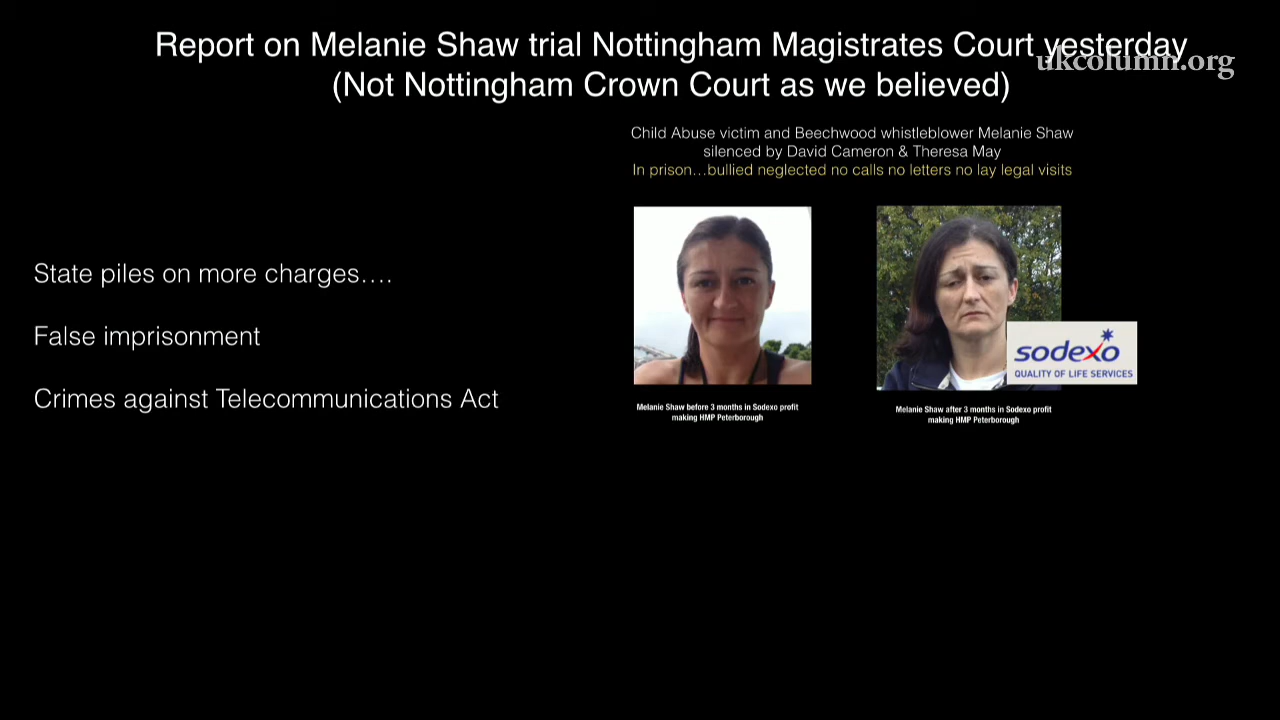 Report on Melanie Shaw trial Nottingham Magistrates Court yesterday
ukcolumn.org
(Not Nottingham Crown Court as we believed)
Child Abuse victim and Beechwood whistleblower Melanie Shaw
silenced by David Cameron & Theresa May
In prison…bullied neglected no calls no letters no lay legal visits
State piles on more charges….
False imprisonment
Crimes against Telecommunications Act
sodexo
QUALITY OF LIFE SERVICES
Melanie Shaw before 3 months in Sodexo profit
making HMP Peterborough
Melanie Shaw after 3 months in Sodexo profit
making HMP Peterborough